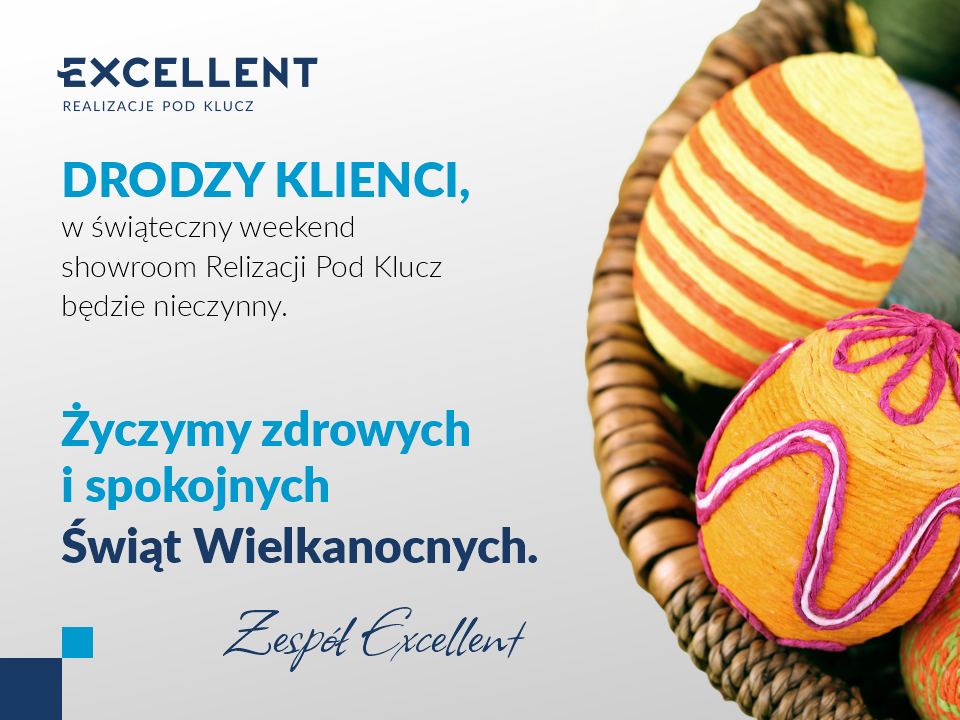 EXCELLENT
REALIZACJE POD KLUCZ
DRODZY KLIENCI,
w świąteczny weekend
showroom Relizacji Pod Klucz
będzie nieczynny.
Życzymy zdrowych
i spokojnych
Świąt Wielkanocnych.
Zespół Excellent